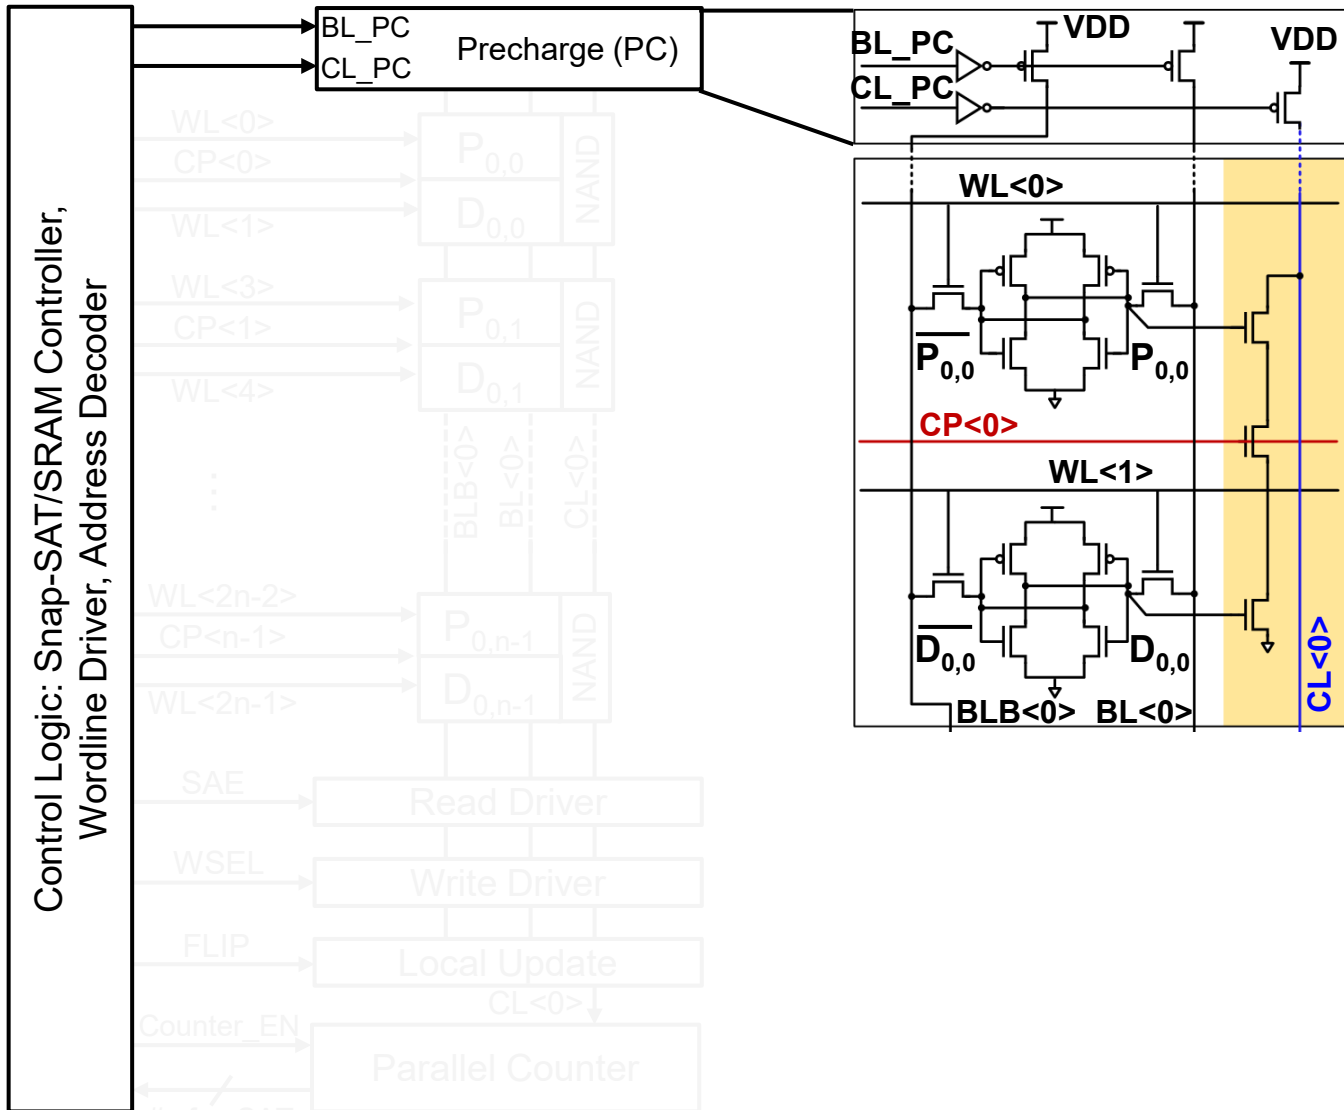 Control Logic: Snap-SAT/SRAM Controller,
Wordline Driver, Address Decoder
BL_PC
CL_PC
Precharge (PC)
WL<0>
CP<0>
WL<1>
P0,0
D0,0
NAND
WL<3>
CP<1>
WL<4>
P0,1
D0,1
NAND
BLB<0>
BL<0>
CL<0>
WL<2n-2>
CP<n-1>
WL<2n-1>
P0,n-1
D0,n-1
NAND
SAE
Read Driver
WSEL
Write Driver
FLIP
Local Update
CL<0>
Counter_EN
Parallel Counter
BL_PC
CL_PC
VDD
VDD
WL<0>
P0,0
P0,0
CP<0>
WL<1>
D0,0
D0,0
BLB<0>
BL<0>
CL<0>